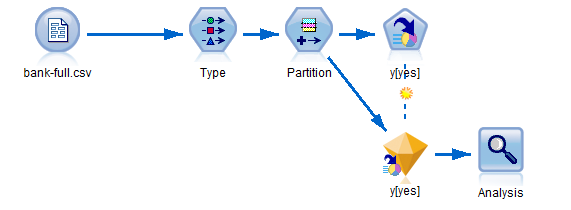 bank-full.csv
Type
Partition
y[yes]
y[yes]
Analysis